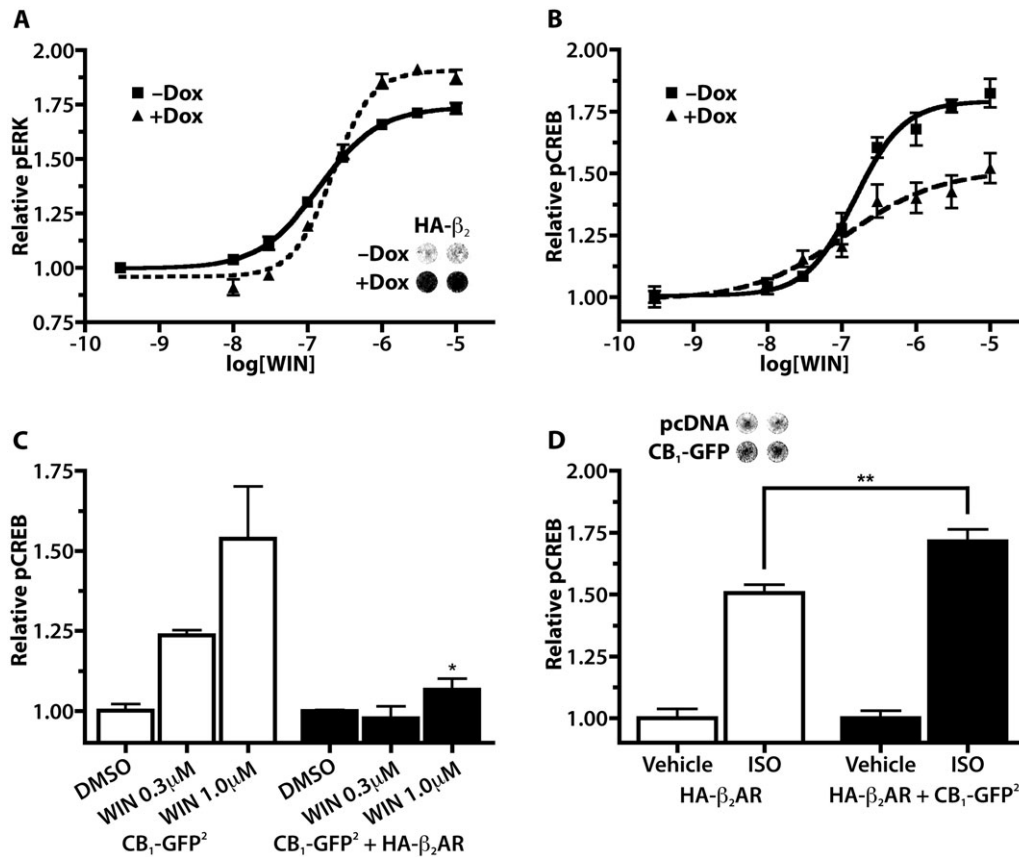 A
2.00
1.75
1.50
1.25
1.00
0.75
Relative pERK
–Dox
+Dox
HA-β₂
–Dox
+Dox
-10 -9 -8 -7 -6 -5
log[WIN]
B
2.00
1.75
1.50
1.25
1.00
Relative pCREB
–Dox
+Dox
-10 -9 -8 -7 -6 -5
log[WIN]
C
1.75
1.50
1.25
1.00
Relative pCREB
*
DMSO WIN 0.3μM WIN 1.0μM DMSO WIN 0.3μM WIN 1.0μM
CB₁-GFP² CB₁-GFP² + HA-β₂AR
D
pcDNA
CB₁-GFP
2.00
1.75
1.50
1.25
1.00
Relative pCREB
**
Vehicle ISO Vehicle ISO
HA-β₂AR HA-β₂AR + CB₁-GFP²